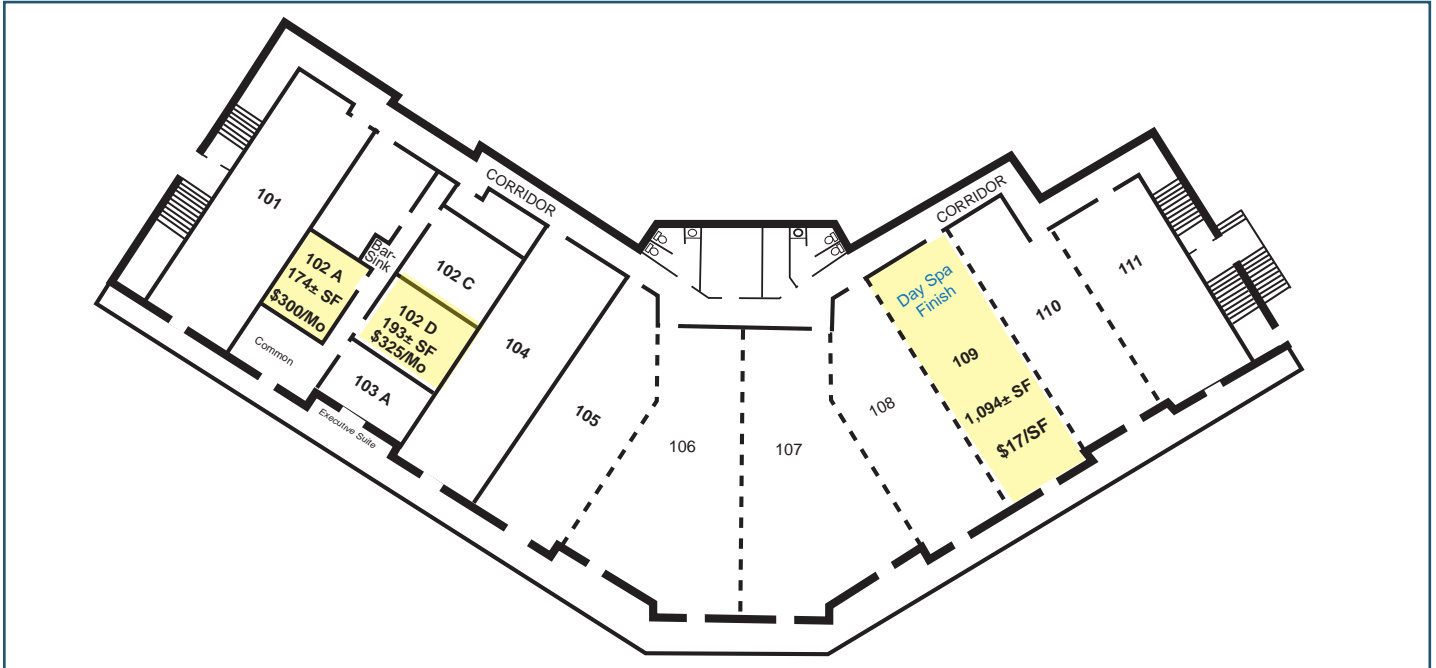 CORRIDOR
CORRIDOR
101
Bar-
Sink
102 A
174± SF
$300/Mo
102 C
102 D
193± SF
$325/Mo
Common
103 A
Executive Suite
104
105
106
107
108
Day Spa
Finish
109
1,094± SF
$17/SF
110
111